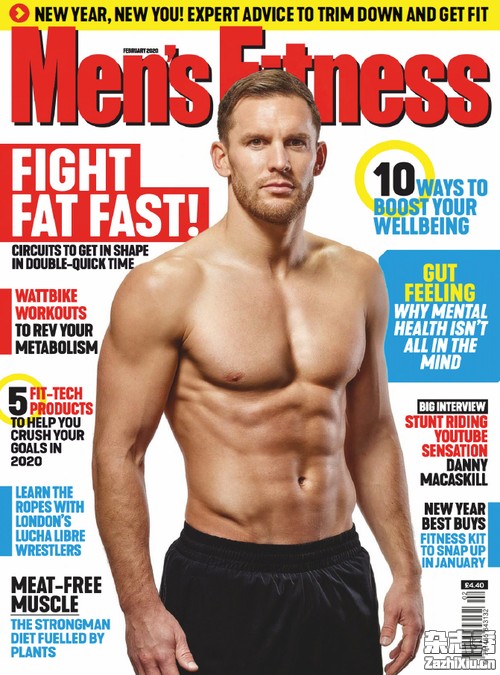 NEW YEAR, NEW YOU! EXPERT ADVICE TO TRIM DOWN AND GET FIT
FEBRUARY 2020
Men's Fitness
FIGHT
FAT FAST!
CIRCUITS TO GET IN SHAPE
IN DOUBLE-QUICK TIME
WATTBIKE
WORKOUTS
TO REV YOUR
METABOLISM
5 FIT-TECH
PRODUCTS
TO HELP YOU
CRUSH YOUR
GOALS IN
2020
LEARN THE
ROPES WITH
LONDON'S
LUCHA LIBRE
WRESTLERS
MEAT-FREE
MUSCLE
THE STRONGMAN
DIET FUELLED BY
PLANTS
10 WAYS TO
BOOST YOUR
WELLBEING
GUT
FEELING
WHY MENTAL
HEALTH ISN'T
ALL IN THE
MIND
BIG INTERVIEW
STUNT RIDING
YOUTUBE
SENSATION
DANNY
MACASKILL
NEW YEAR
BEST BUYS
FITNESS KIT
TO SNAP UP
IN JANUARY
£4.40
02
杂志秀
ZaZhiXiu.cn